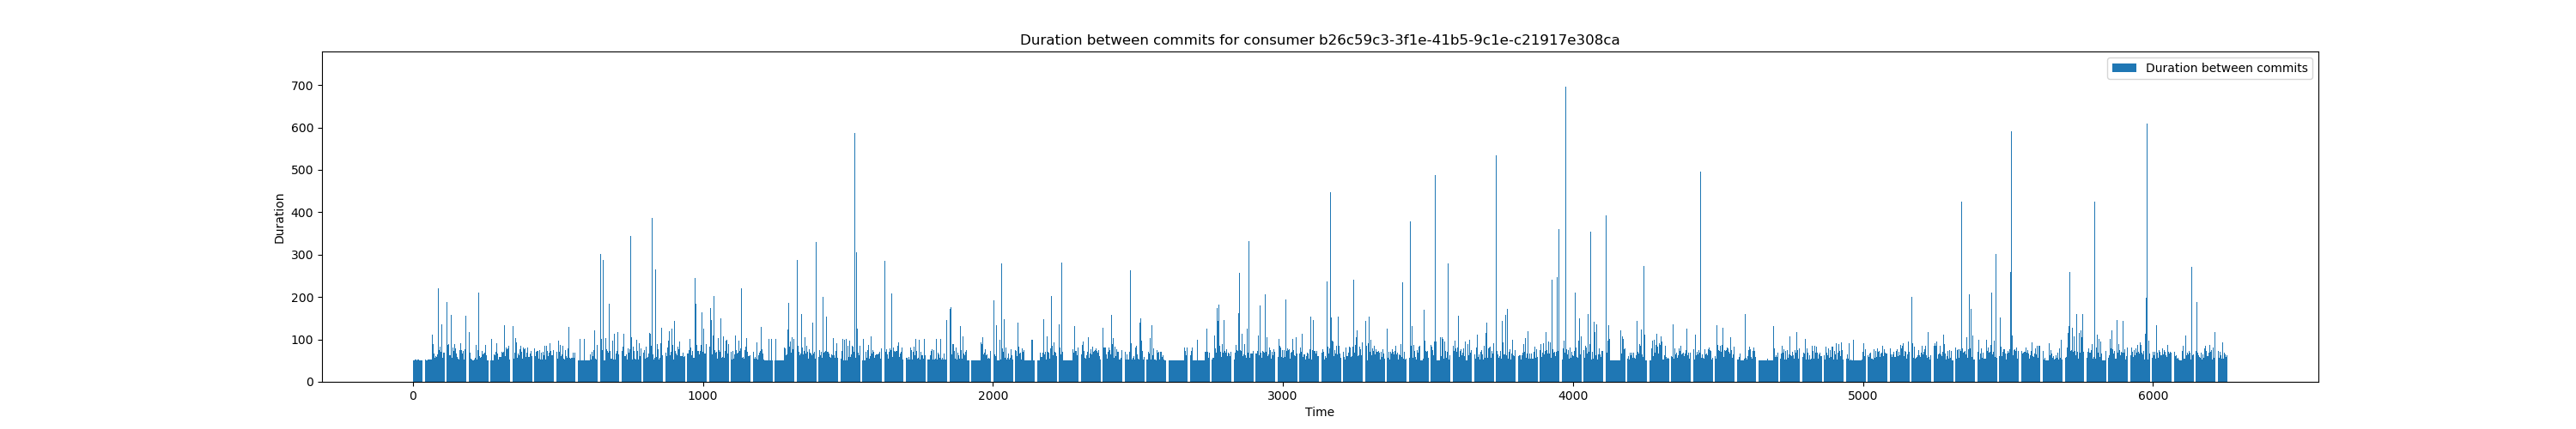 Duration between commits for consumer b26c59c3-3f1e-41b5-9c1e-c21917e308ca
Duration between commits
700
600
500
400
300
200
100
0
Duration
0 1000 2000 3000 4000 5000 6000
Time